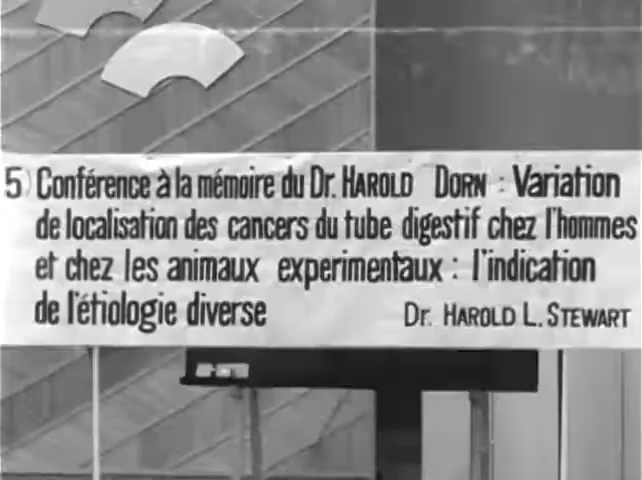 5) Conférence à la mémoire du Dr. HAROLD DORN : Variation
de localisation des cancers du tube digestif chez l'hommes
et chez les animaux experimentaux : l'indication
de l'étiologie diverse Dr. HAROLD L. STEWART